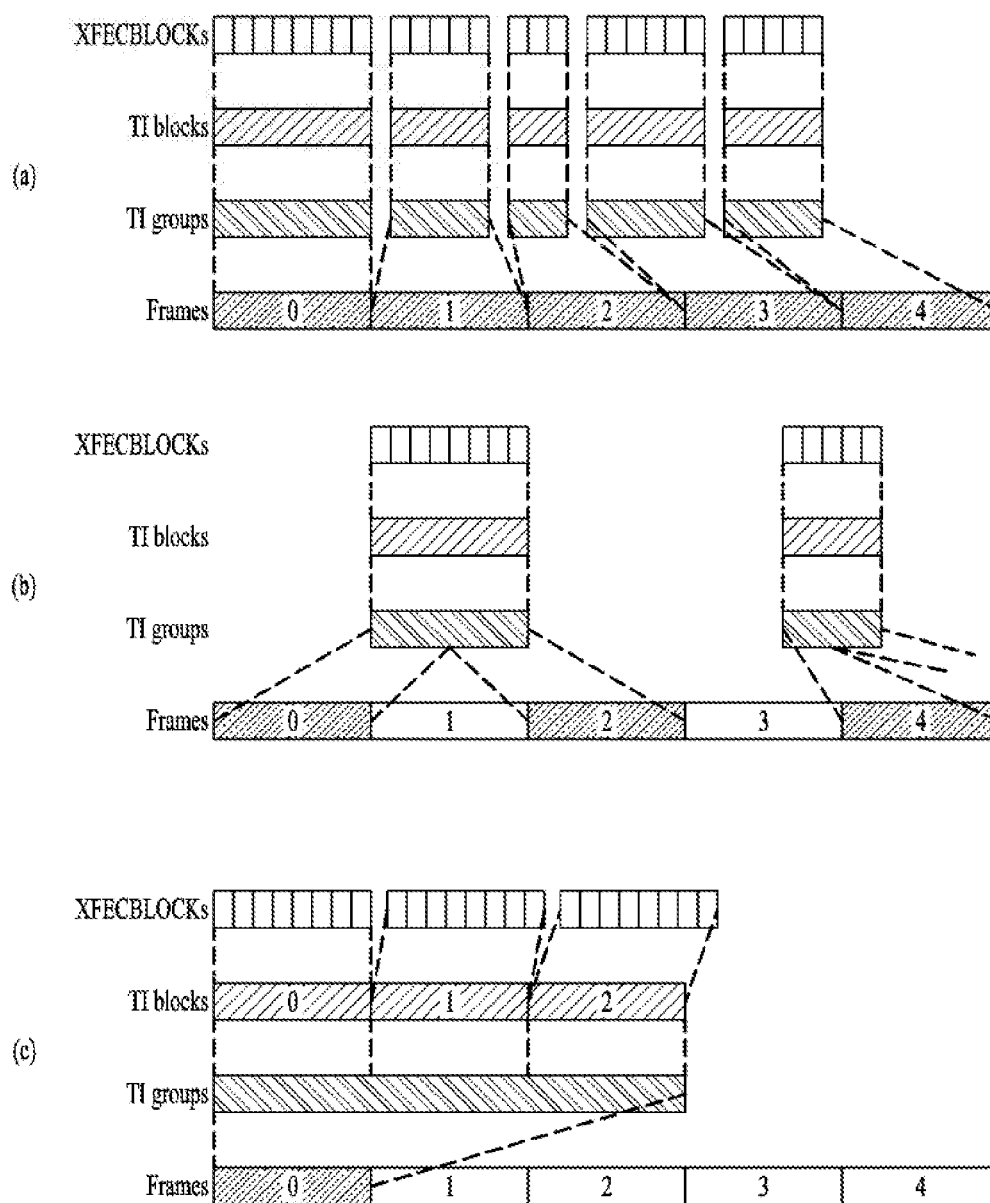 XFECBLOCKs
TI blocks
(a)
TI groups
Frames 0 1 2 3 4
XFECBLOCKs
TI blocks
(b)
TI groups
Frames 0 1 2 3 4
XFECBLOCKs
TI blocks 0 1 2
(c)
TI groups
Frames 0 1 2 3 4